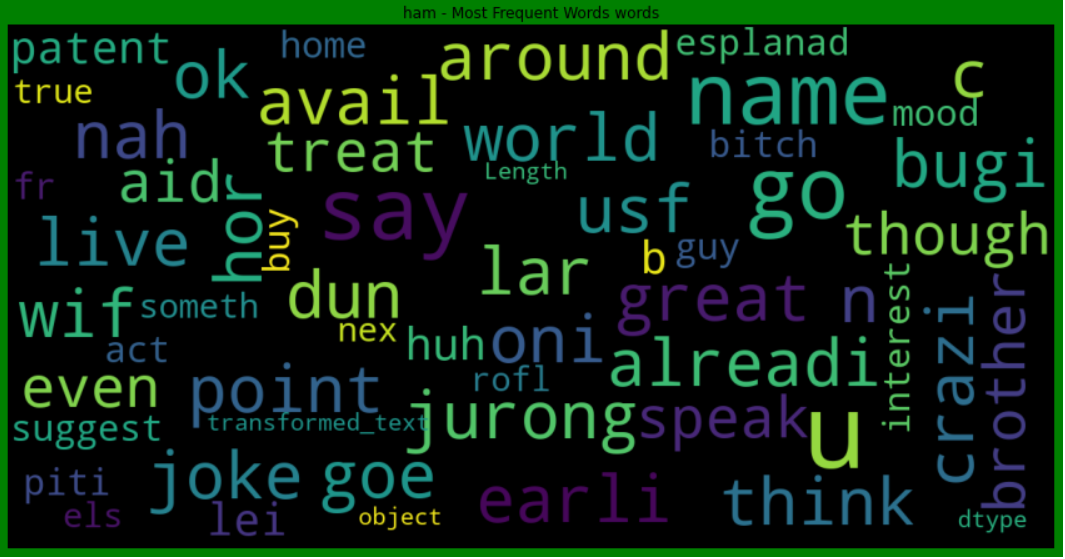 ham - Most Frequent Words words
patent
home
around
esplanad
ok
true
avail
name
c
mood
nah
treat
world
bitch
bugi
Length
fr
aid
hor
say
usf
go
live
buy
b
guy
though
lar
wif
someth
dun
great
n
interest
crazi
brother
nex
huh
oni
act
alreadi
even
point
rofl
transformed_text
jurong
speak
u
suggest
joke
goe
earli
think
piti
els
lei
object
dtype